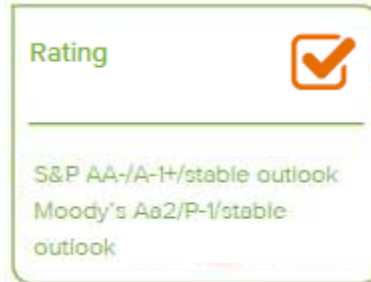 Rating
S&P AA-/A-1+/stable outlook
Moody's Aa2/P-1/stable
outlook